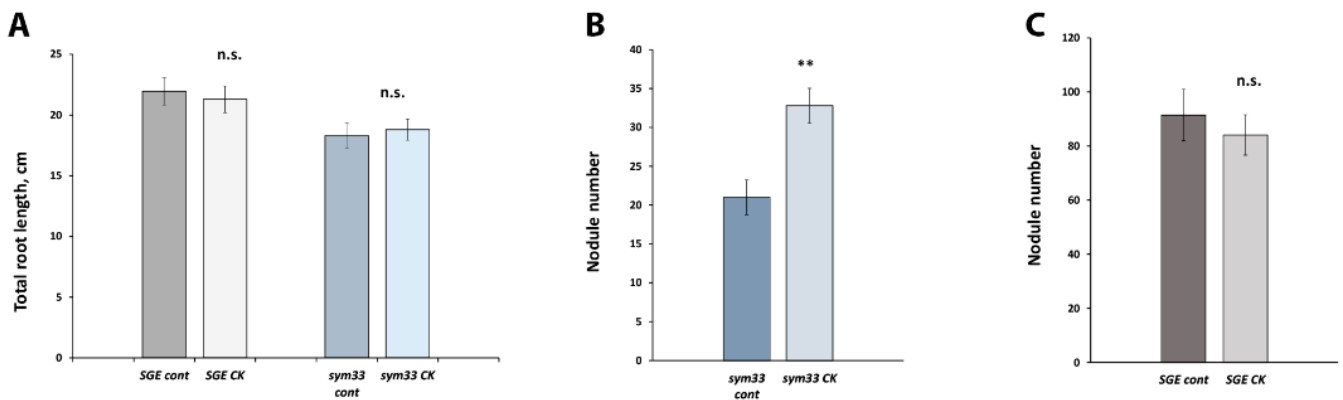 A
Total root length, cm
25
20
15
10
5
0
n.s.
n.s.
SGE cont
SGE CK
sym33
cont
sym33 CK
B
Nodule number
40
35
30
25
20
15
10
5
0
**
sym33
cont
sym33 CK
C
Nodule number
120
100
80
60
40
20
0
n.s.
SGE cont
SGE CK